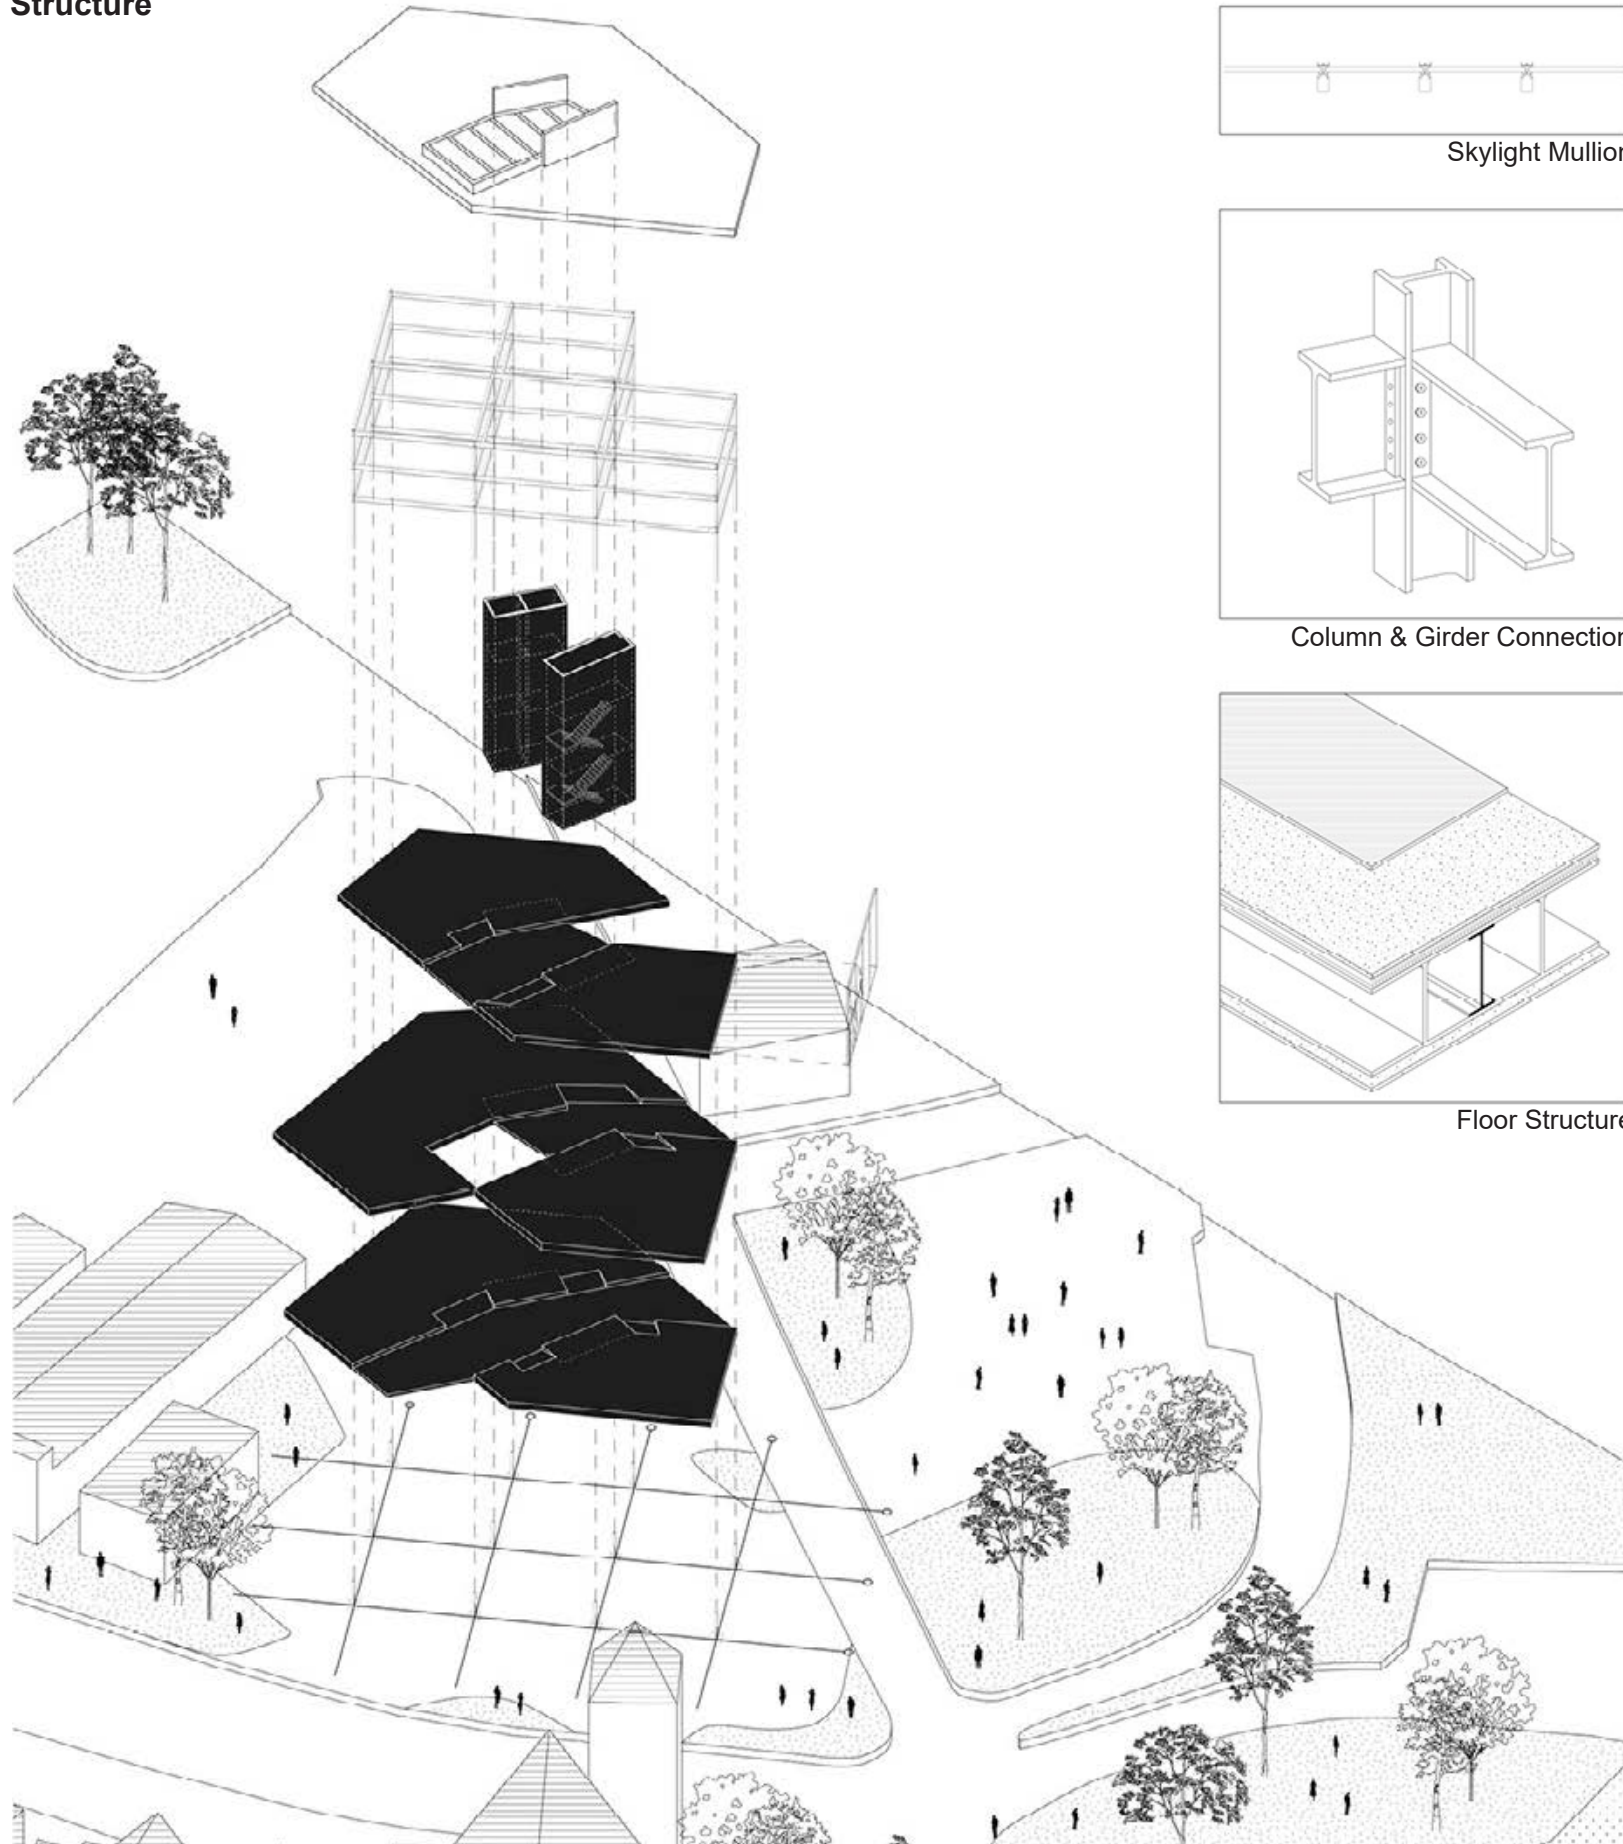 Structure
Skylight Mullion
Column & Girder Connection
Floor Structure